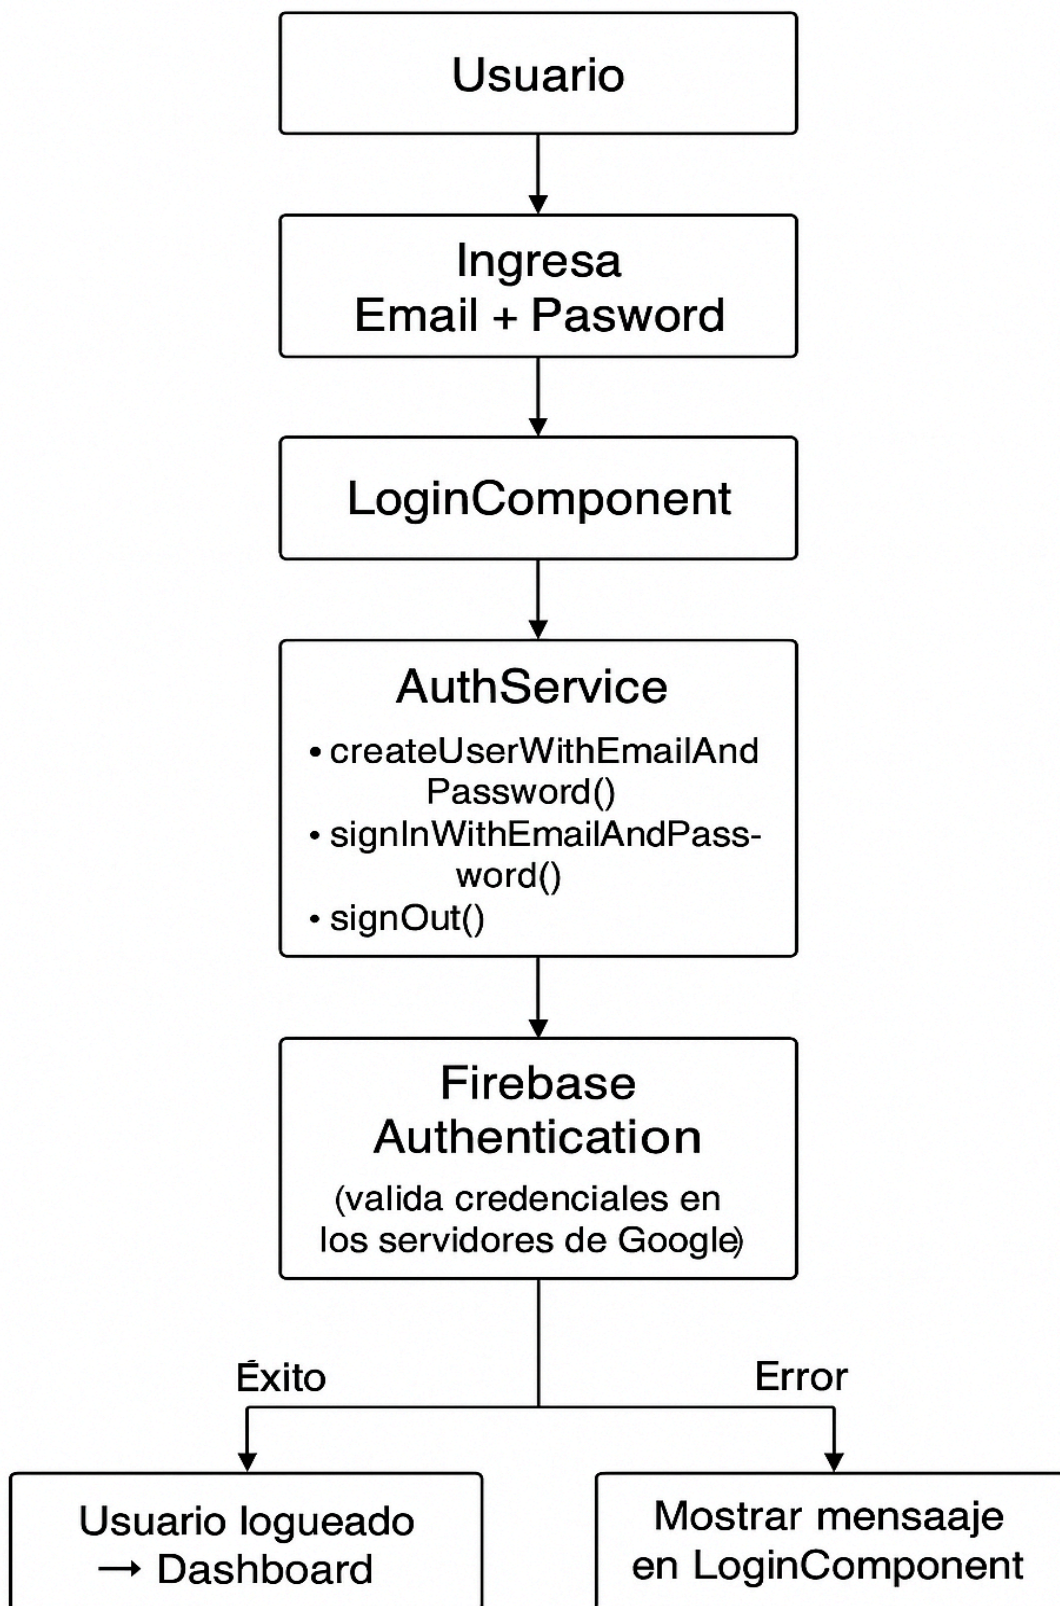 Usuario
Ingresa
Email + Pasword
LoginComponent
AuthService
• createUserWithEmailAnd
Password()
• signInWithEmailAndPass-
word()
• signOut()
Firebase
Authentication
(valida credenciales en
los servidores de Google)
Éxito
Error
Usuario logueado
→ Dashboard
Mostrar mensaaje
en LoginComponent